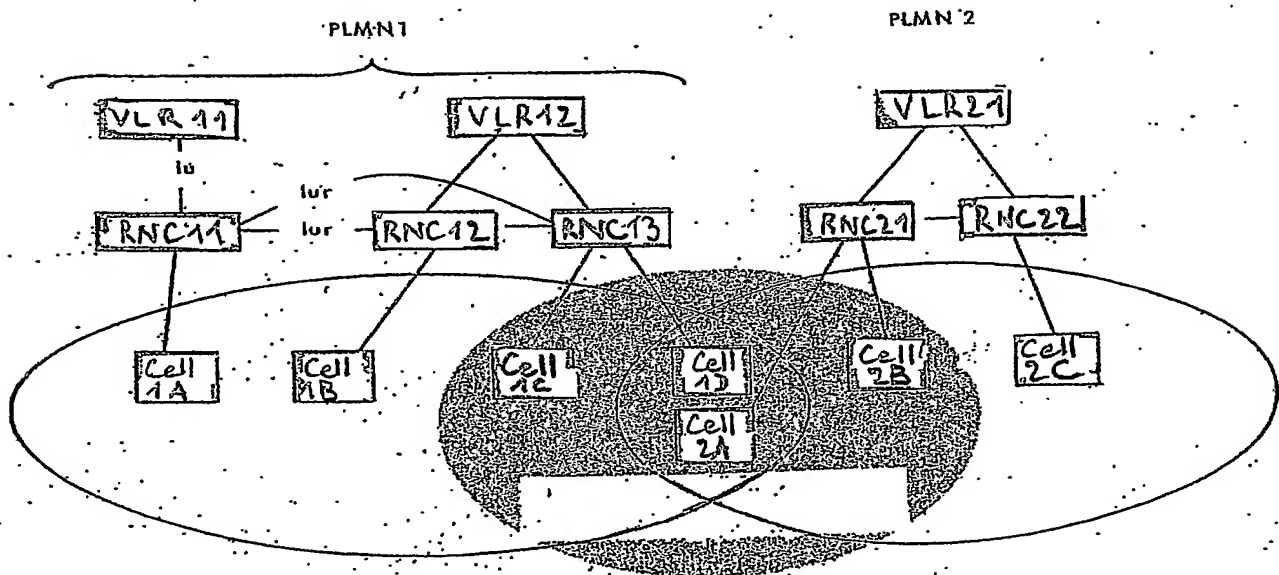 PLMN1
PLMN 2
VLR11
VLR12
VLR21
Iu
Iur
Iur
RNC11
RNC12
RNC13
RNC21
RNC22
Cell
1A
Cell
1B
Cell
1C
Cell
1D
Cell
2A
Cell
2B
Cell
2C